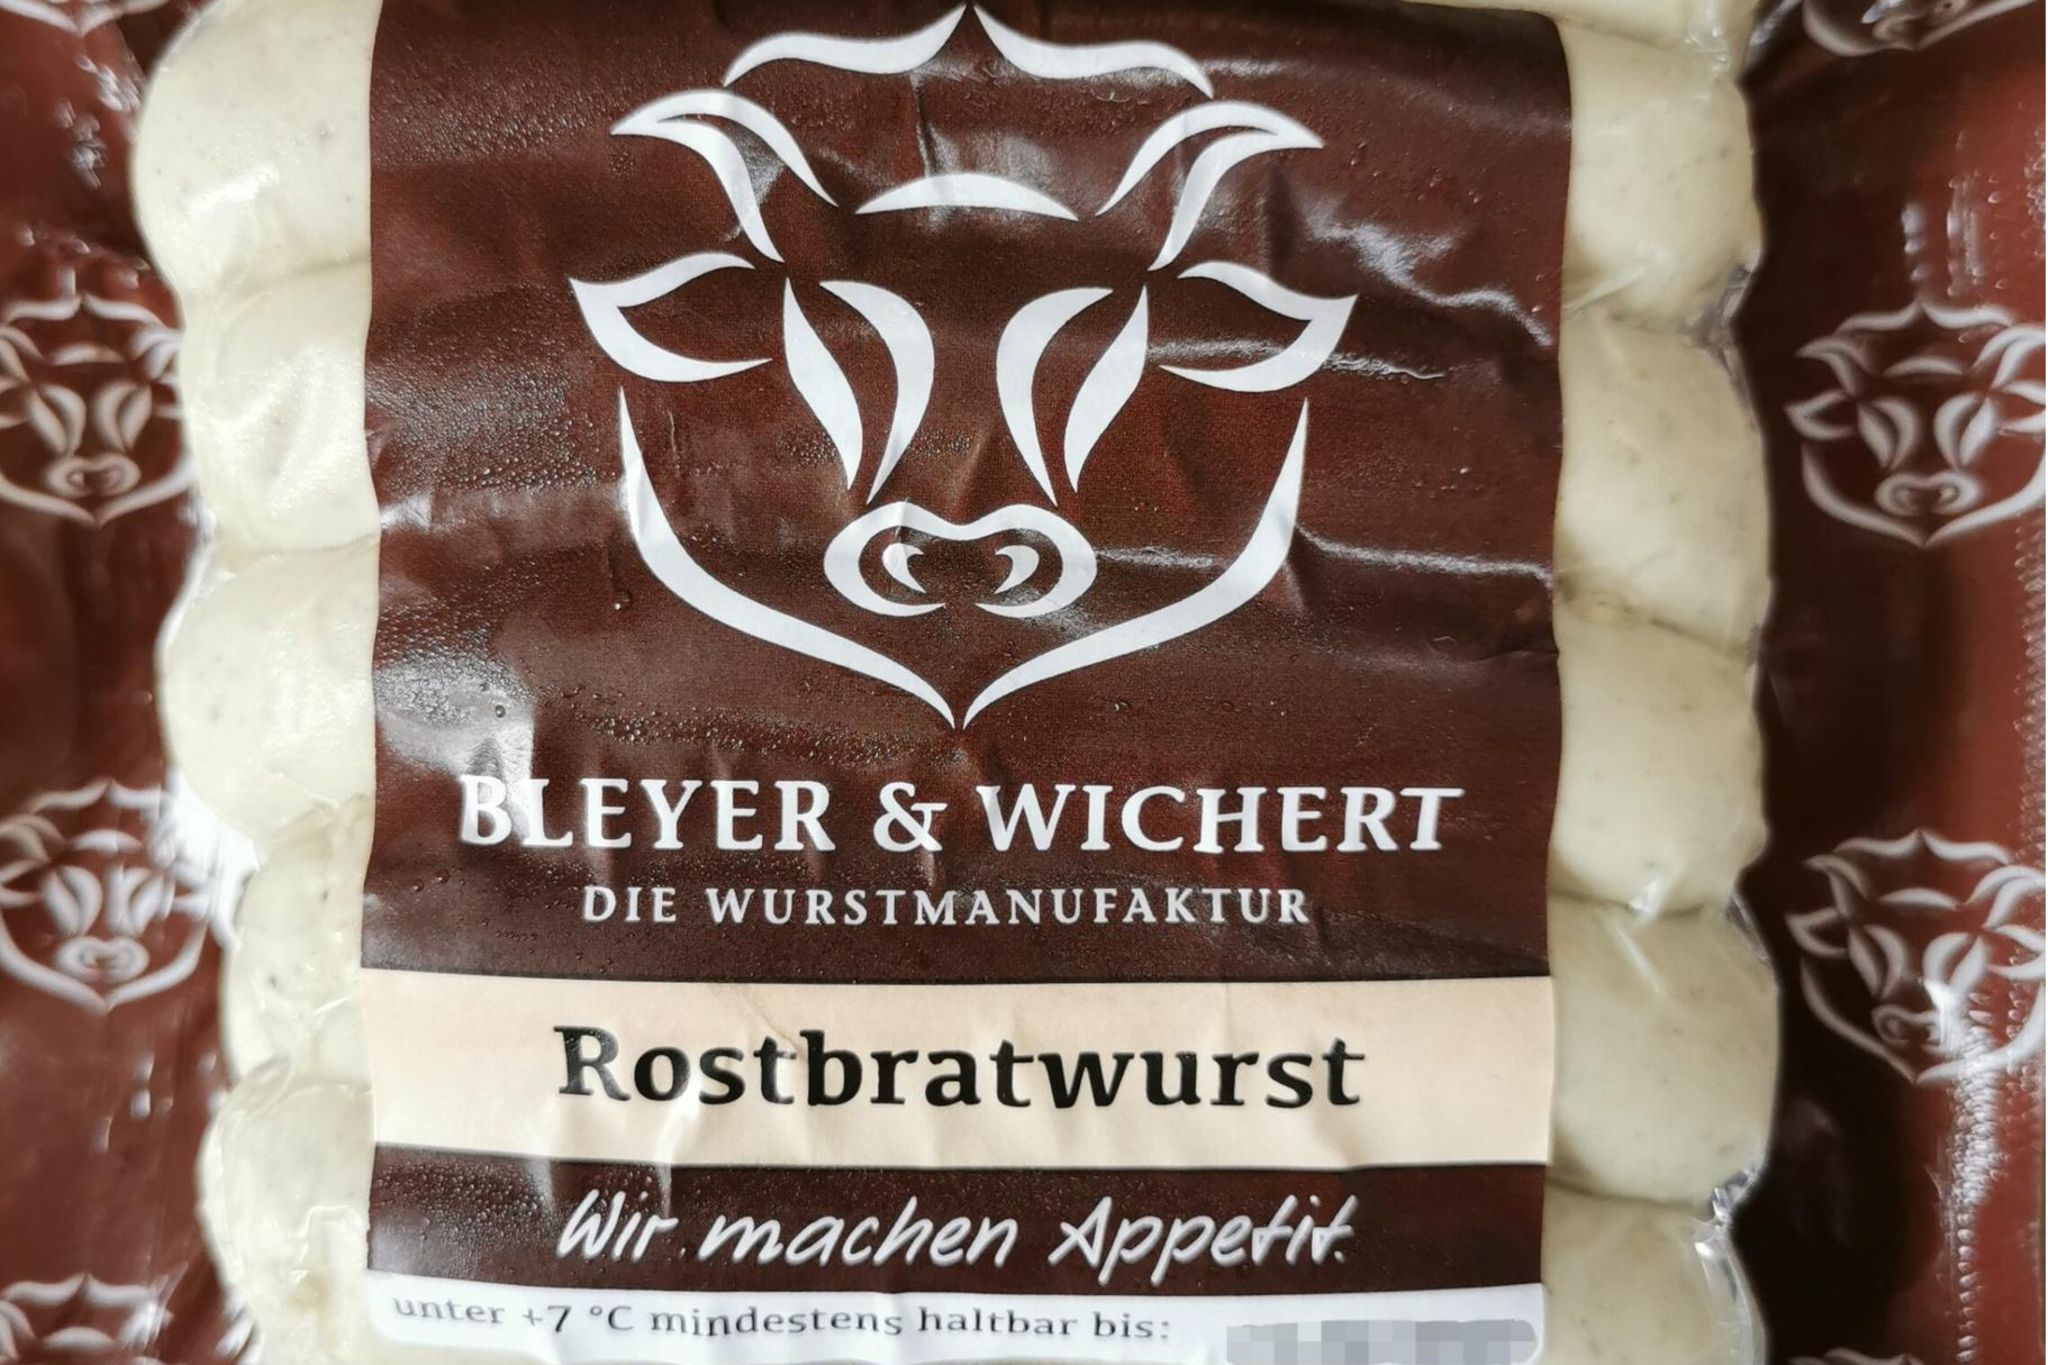 BLEYER & WICHERT
DIE WURSTMANUFAKTUR
Rostbratwurst
Wir machen Appetit.
unter +7 °C mindestens haltbar bis: